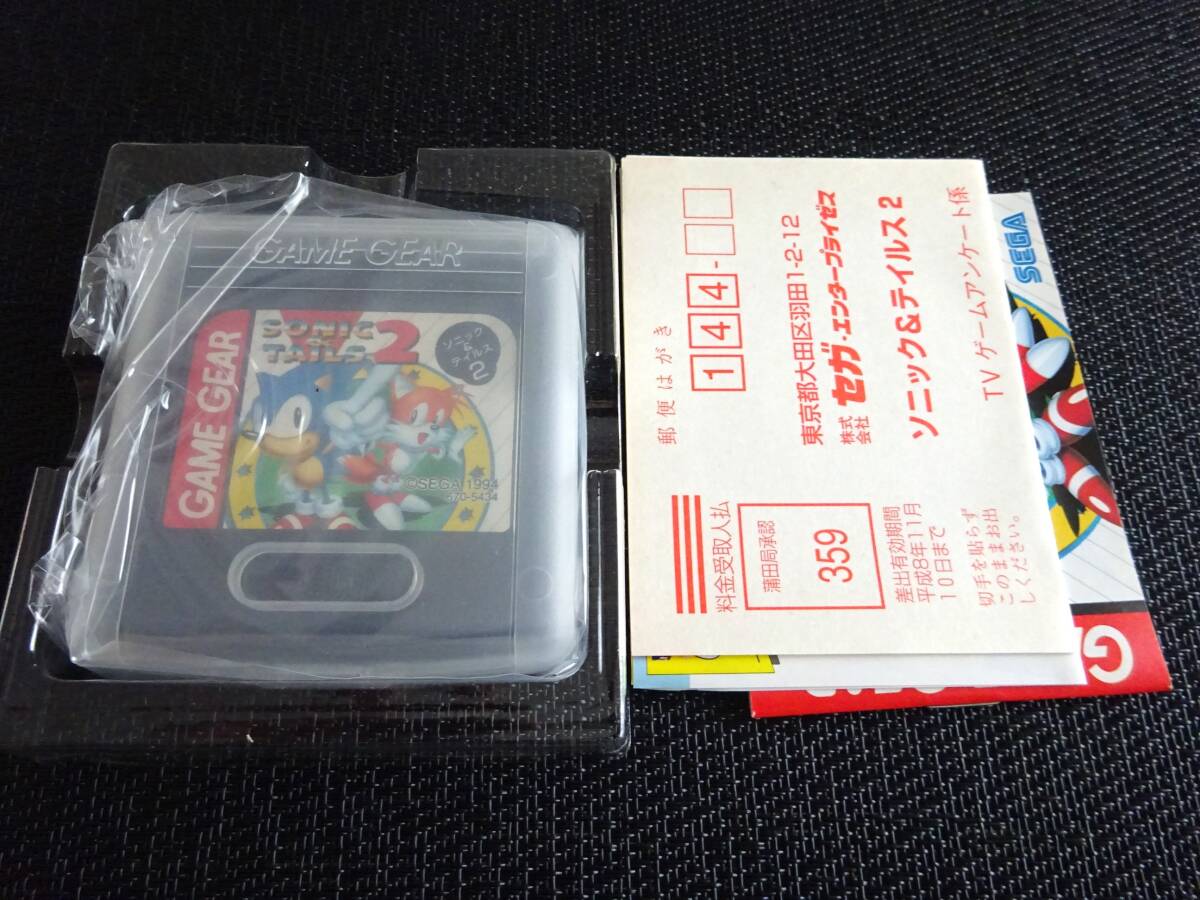 GAME GEAR
GAME GEAR
SONIC
&
TAILS 2
ソニック
&
テイルス
2
©SEGA 1994
670-5434
郵便はがき
144-
東京都大田区羽田1-2-12
株式会社 セガ・エンタープライゼス
ソニック&テイルス2
TVゲームアンケート係
料金受取人払
蒲田局承認
359
差出有効期間
平成8年11月
10日まで
切手を貼らず
このままお出
しください。
SEGA
G